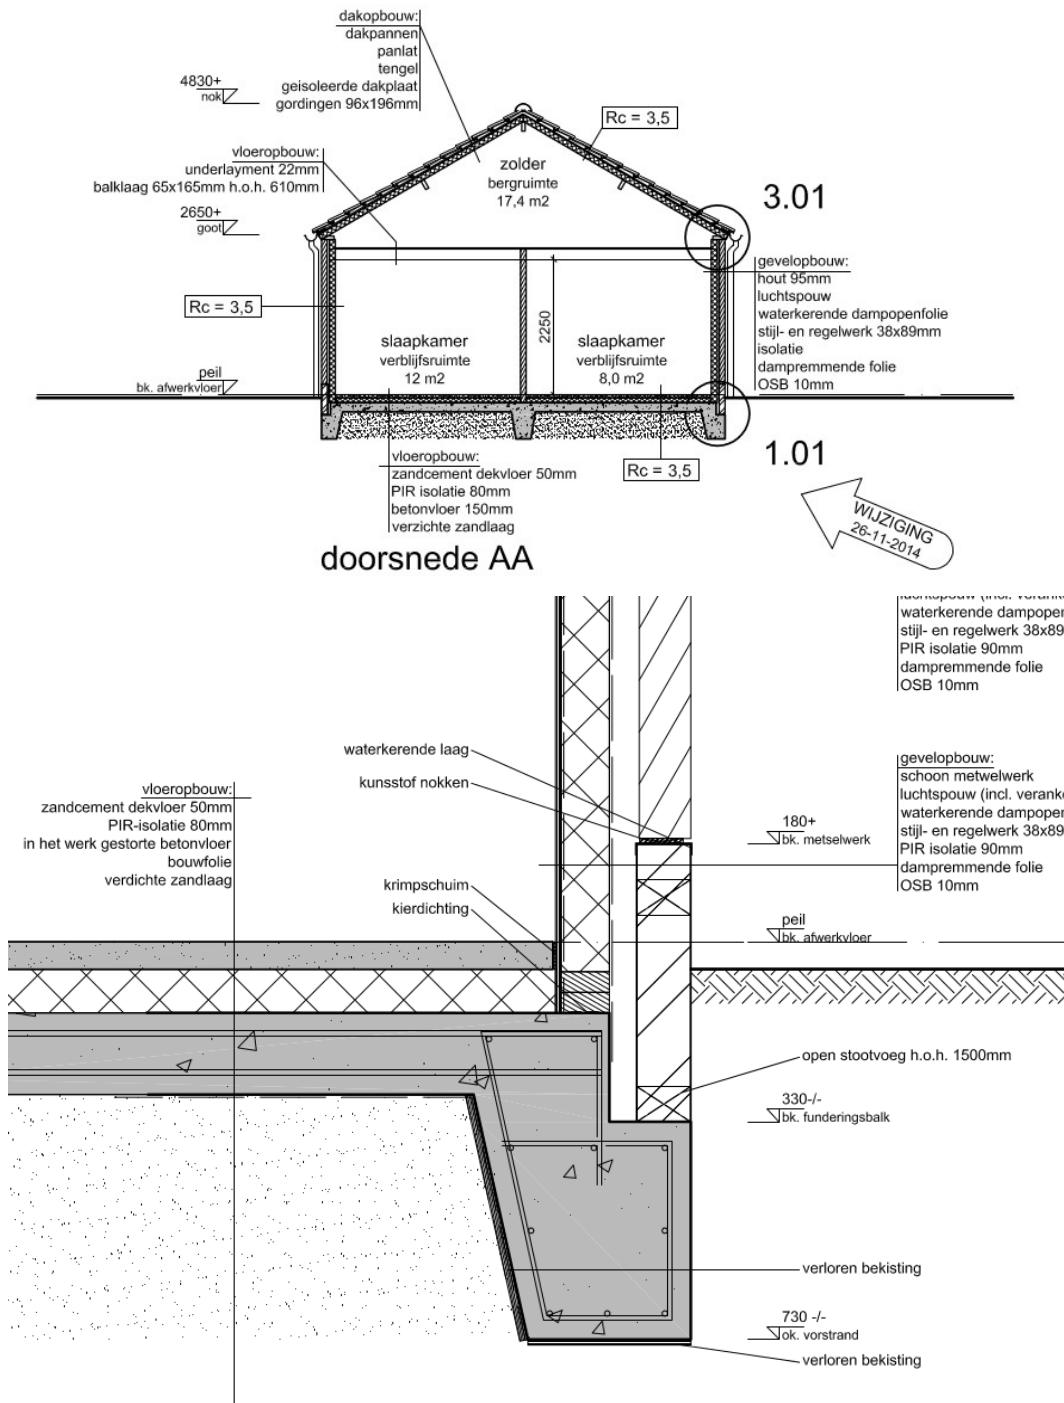 dakopbouw:
dakpannen
panlat
tengel
geisoleerde dakplaat
gordingen 96x196mm
4830+
nok
Rc = 3,5
vloeropbouw:
underlayment 22mm
balklaag 65x165mm h.o.h. 610mm
zolder
bergruimte
17,4 m2
3.01
2650+
goot
gevelpbouw:
hout 95mm
luchtspouw
waterkerende dampopenfolie
stijl- en regelwerk 38x89mm
isolatie
dampremmende folie
OSB 10mm
Rc = 3,5
2250
slaapkamer
verblijfsruimte
12 m2
slaapkamer
verblijfsruimte
8,0 m2
peil
bk. afwerkvloer
vloeropbouw:
zandcement dekvloer 50mm
PIR isolatie 80mm
betonvloer 150mm
verzichte zandlaag
Rc = 3,5
1.01
WIJZIGING
26-11-2014
doorsnede AA
waterkerende dampoper
stijl- en regelwerk 38x89
PIR isolatie 90mm
dampremmende folie
OSB 10mm
waterkerende laag
kunsstof nokken
vloeropbouw:
zandcement dekvloer 50mm
PIR-isolatie 80mm
in het werk gestorte betonvloer
bouwfolie
verdichte zandlaag
gevelopbouw:
schoon metwelwerk
luchtspouw (incl. veranke
waterkerende dampoper
stijl- en regelwerk 38x89
PIR isolatie 90mm
dampremmende folie
OSB 10mm
180+
bk. metselwerk
krimpschuim
kierdichting
peil
bk. afwerkvloer
open stootvoeg h.o.h. 1500mm
330-/-
bk. funderingsbalk
verloren bekisting
730 -/-
ok. vorstrand
verloren bekisting